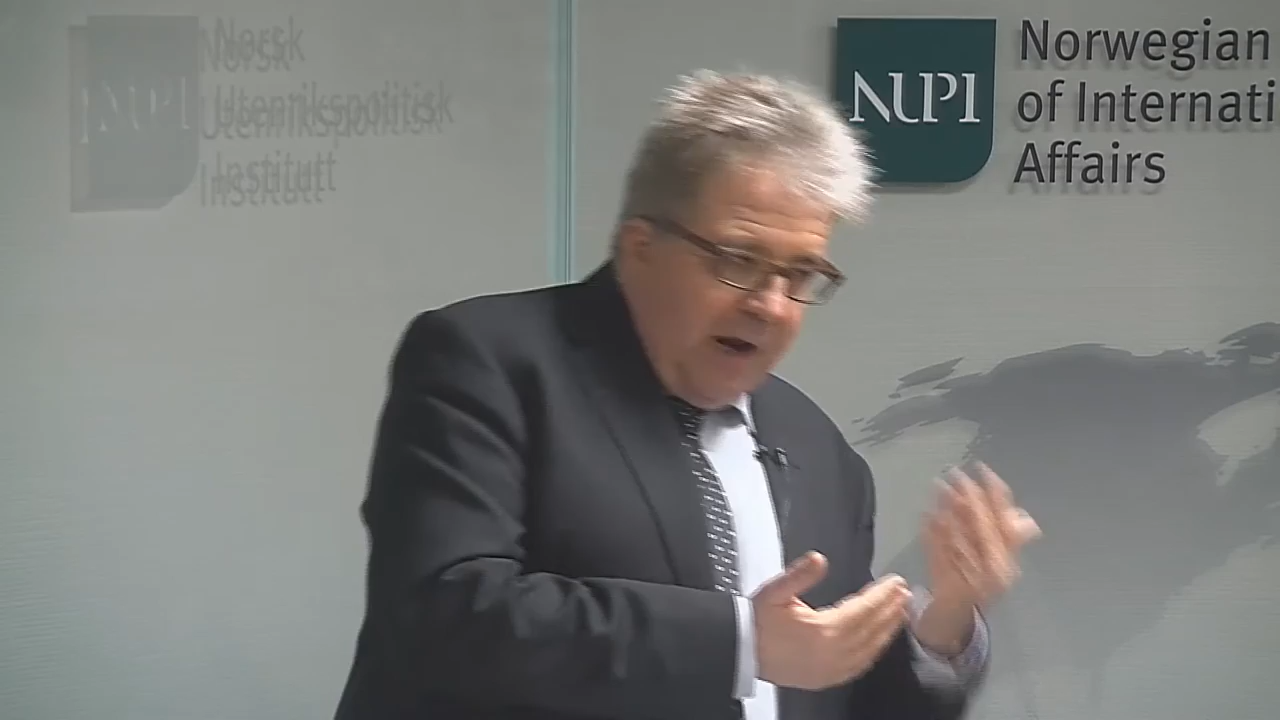 Norsk
Utenrikspolitisk
Institutt
NUPI
Norwegian
of Internati
Affairs